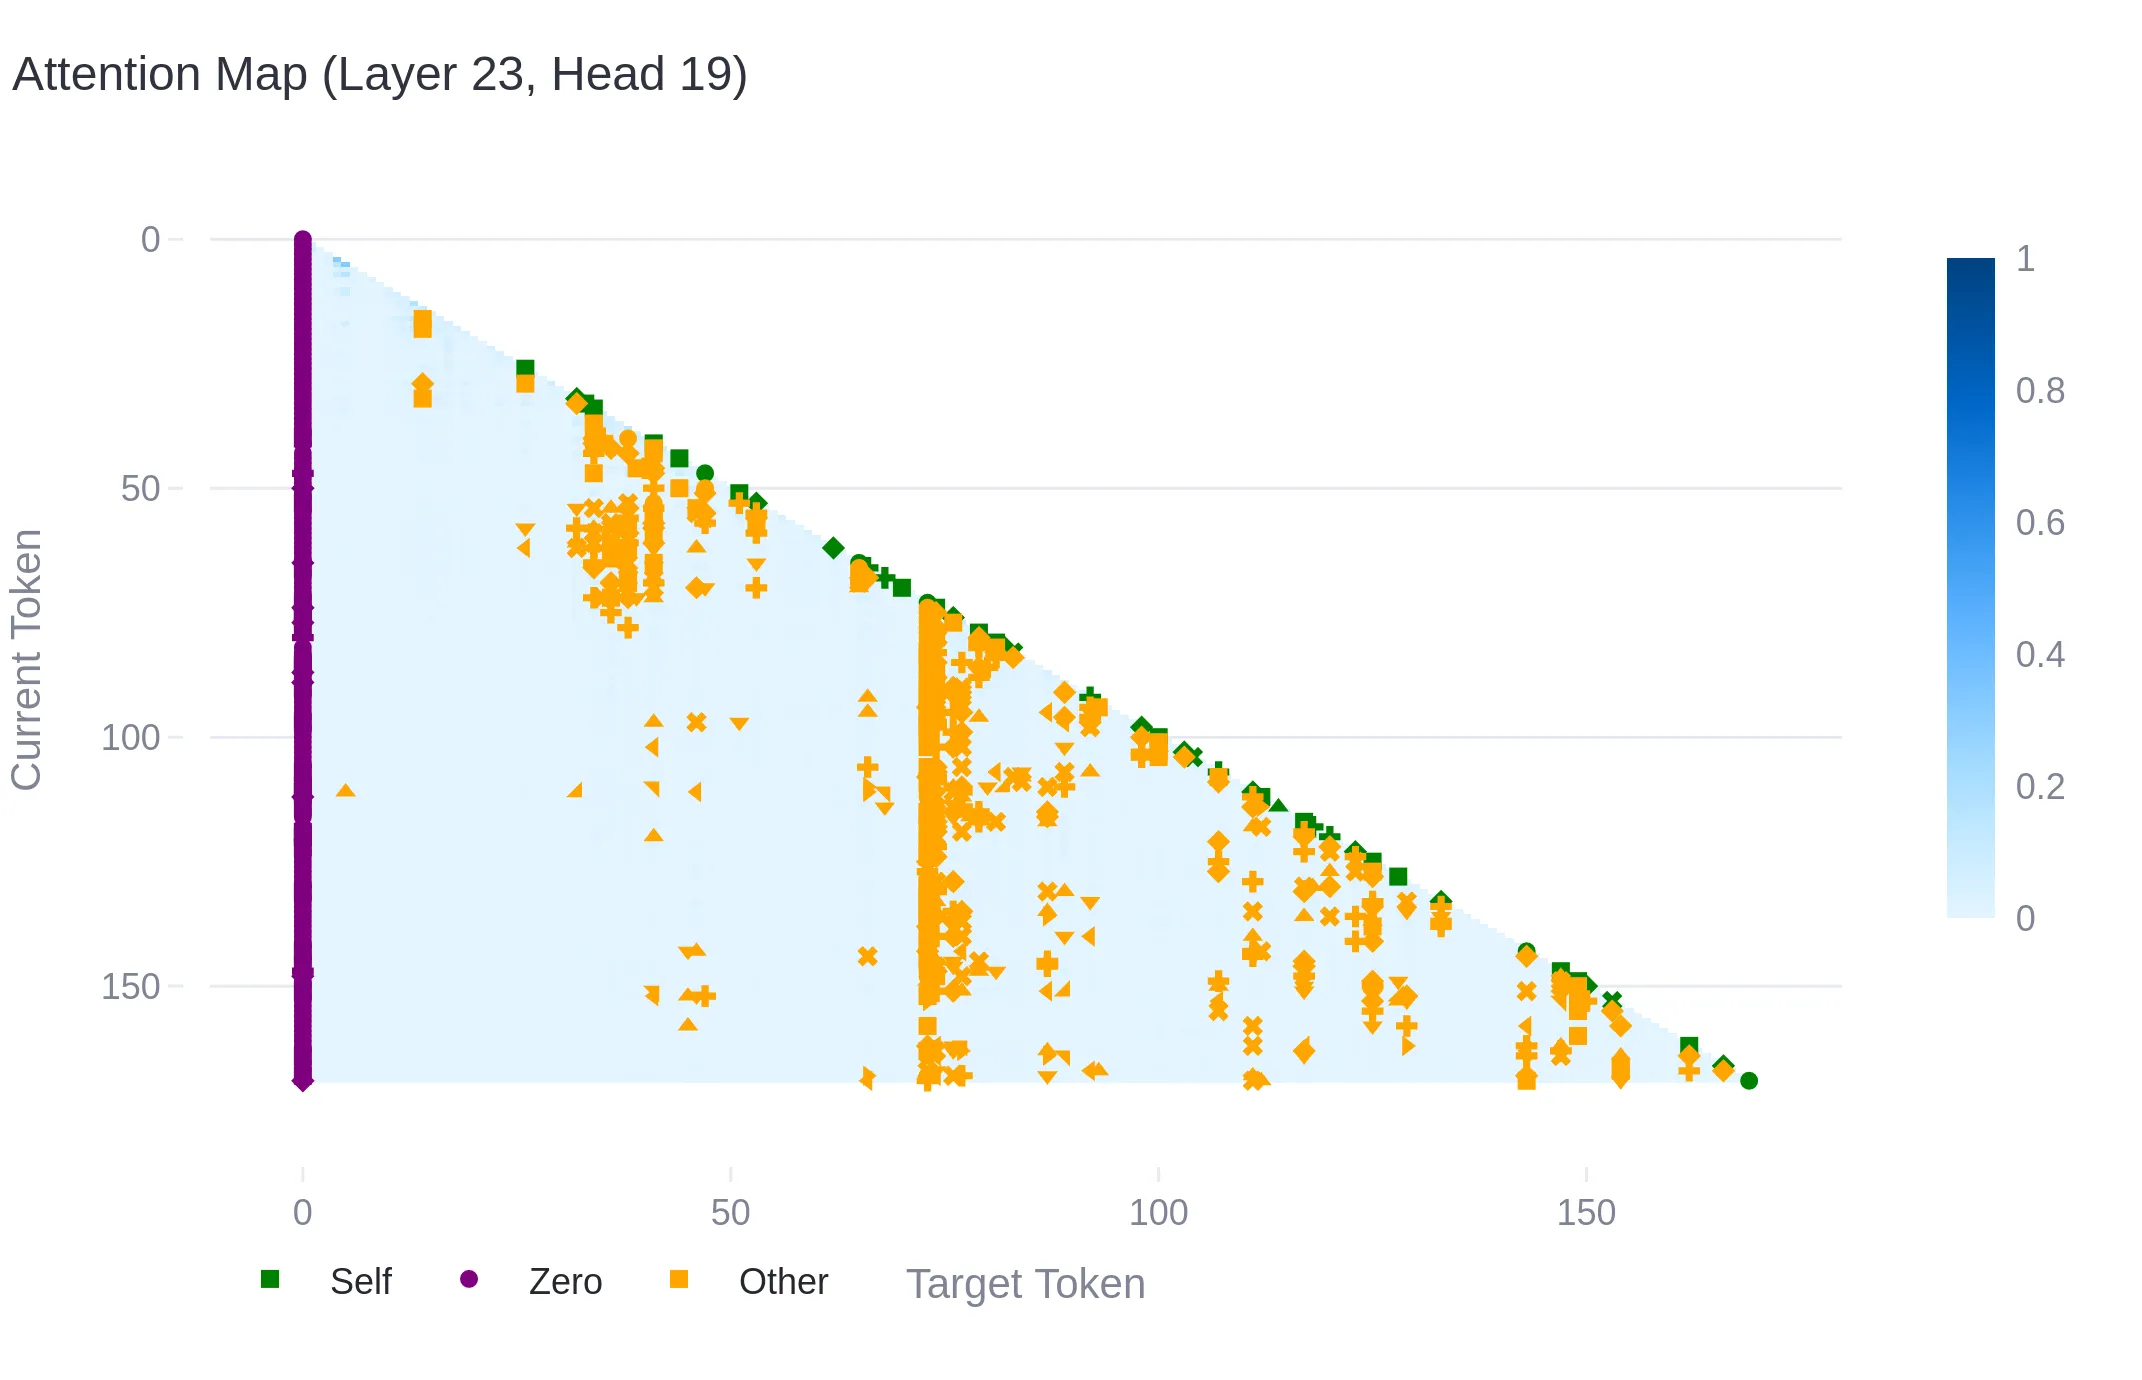 Attention Map (Layer 23, Head 19)
0
50
100
150
Current Token
0
50
100
150
Target Token
Self
Zero
Other
1
0.8
0.6
0.4
0.2
0